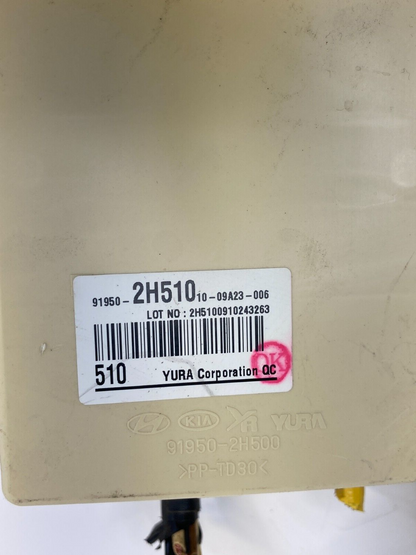 91950-2H510 10-09A23-006
LOT NO : 2H5100910243263
510 YURA Corporation QC
OK
KIA YR YURA
91950-2H500
>PP-TD30<